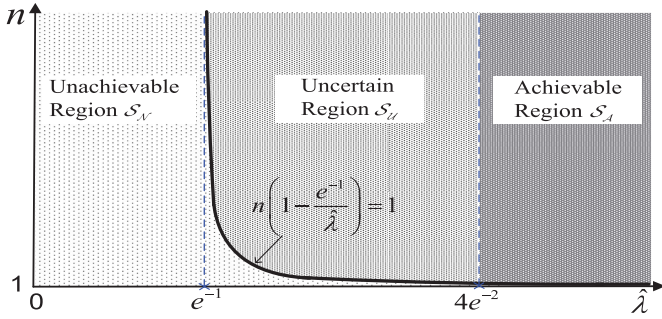 n
Unachievable
Region 𝒮_𝒩
Uncertain
Region 𝒮_𝒰
Achievable
Region 𝒮_𝒜
n(1 − e⁻¹/λ̂) = 1
1
0
e⁻¹
4e⁻²
λ̂